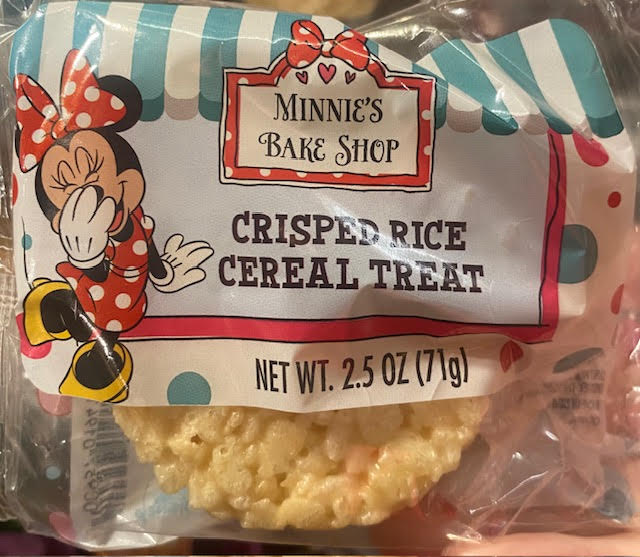 MINNIE'S
BAKE SHOP
CRISPED RICE
CEREAL TREAT
NET WT. 2.5 OZ (71g)